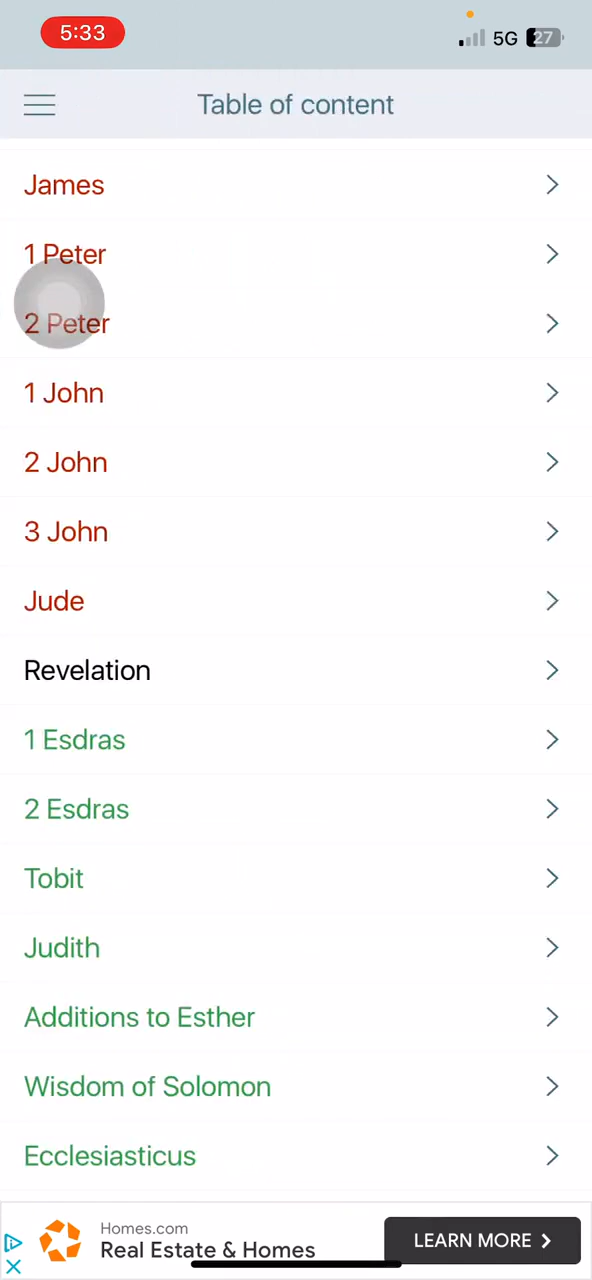 5:33
5G 27
Table of content
James
1 Peter
2 Peter
1 John
2 John
3 John
Jude
Revelation
1 Esdras
2 Esdras
Tobit
Judith
Additions to Esther
Wisdom of Solomon
Ecclesiasticus
Homes.com
Real Estate & Homes
LEARN MORE